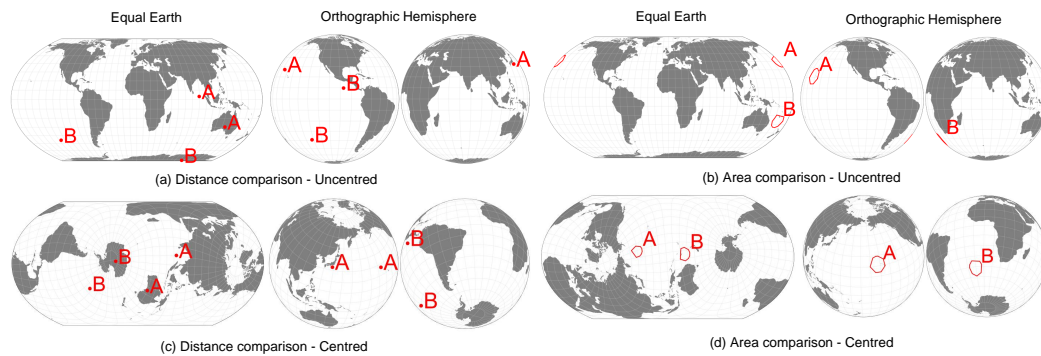 Equal Earth
Orthographic Hemisphere
Equal Earth
Orthographic Hemisphere
A
A
B
B
A
B
B
A
A
B
A
B
(a) Distance comparison - Uncentred
(b) Area comparison - Uncentred
B
A
B
A
B
A
A
B
A
B
A
B
(c) Distance comparison - Centred
(d) Area comparison - Centred